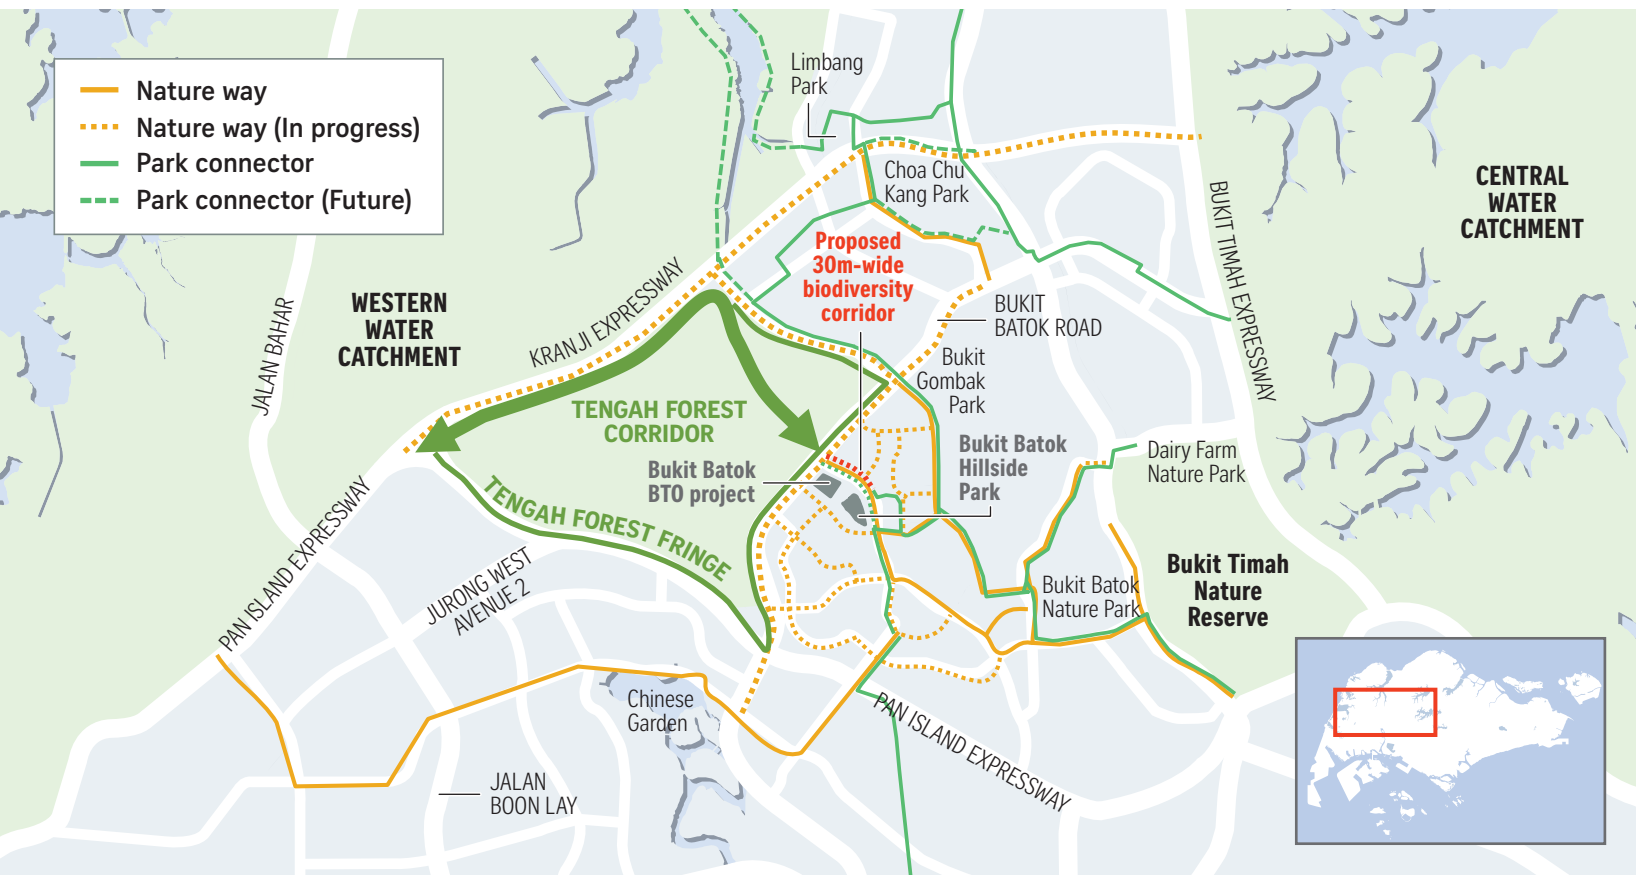 Nature way
Nature way (In progress)
Park connector
Park connector (Future)
Limbang
Park
Choa Chu
Kang Park
CENTRAL
WATER
CATCHMENT
BUKIT TIMAH EXPRESSWAY
Proposed
30m-wide
biodiversity
corridor
WESTERN
WATER
CATCHMENT
JALAN BAHAR
KRANJI EXPRESSWAY
BUKIT
BATOK ROAD
Bukit
Gombak
Park
TENGAH FOREST
CORRIDOR
Bukit Batok
BTO project
Bukit Batok
Hillside
Park
Dairy Farm
Nature Park
TENGAH FOREST FRINGE
PAN ISLAND EXPRESSWAY
JURONG WEST
AVENUE 2
Bukit Batok
Nature Park
Bukit Timah
Nature
Reserve
Chinese
Garden
PAN ISLAND EXPRESSWAY
JALAN
BOON LAY